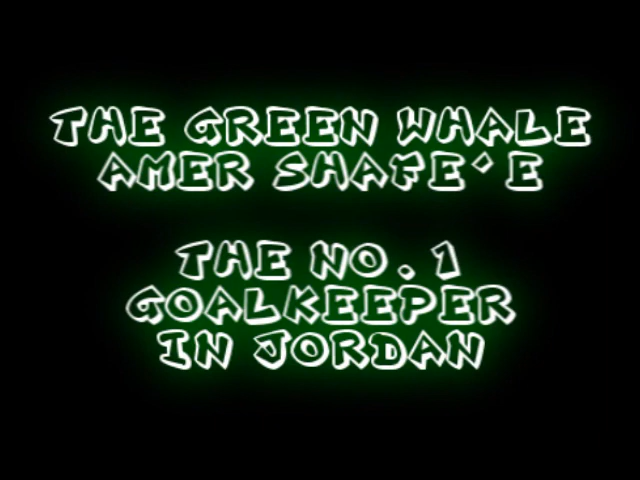 THE GREEN WHALE
AMER SHAFE'E
THE NO. 1
GOALKEEPER
IN JORDAN